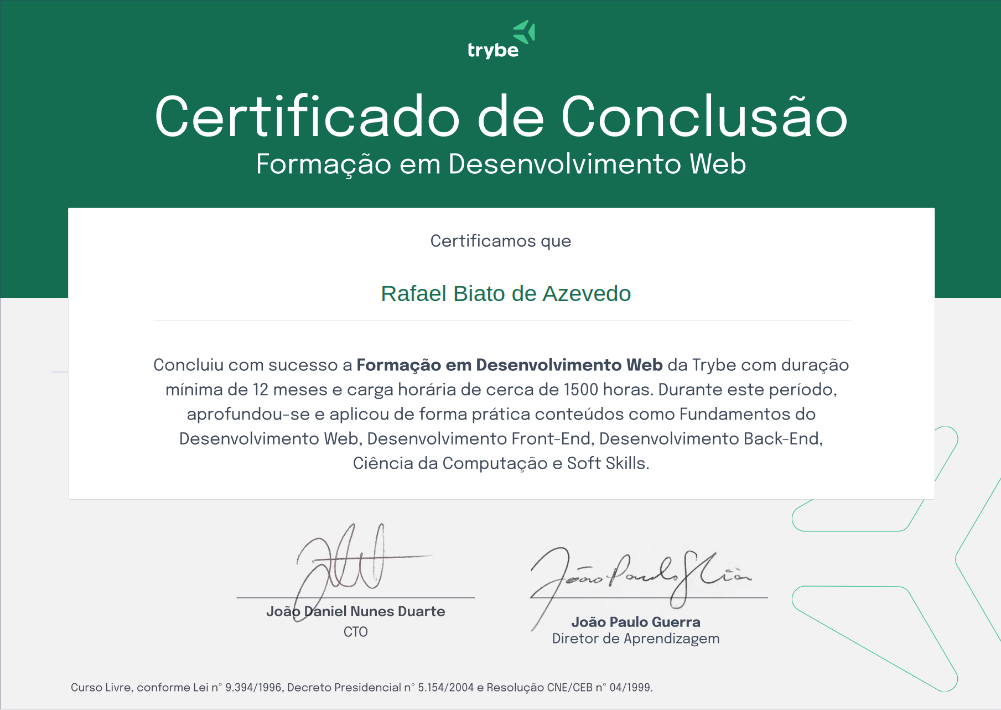 trybe
Certificado de Conclusão
Formação em Desenvolvimento Web
Certificamos que
Rafael Biato de Azevedo
Concluiu com sucesso a Formação em Desenvolvimento Web da Trybe com duração
mínima de 12 meses e carga horária de cerca de 1500 horas. Durante este período,
aprofundou-se e aplicou de forma prática conteúdos como Fundamentos do
Desenvolvimento Web, Desenvolvimento Front-End, Desenvolvimento Back-End,
Ciência da Computação e Soft Skills.
João Daniel Nunes Duarte
CTO
João Paulo Guerra
Diretor de Aprendizagem
Curso Livre, conforme Lei nº 9.394/1996, Decreto Presidencial nº 5.154/2004 e Resolução CNE/CEB nº 04/1999.